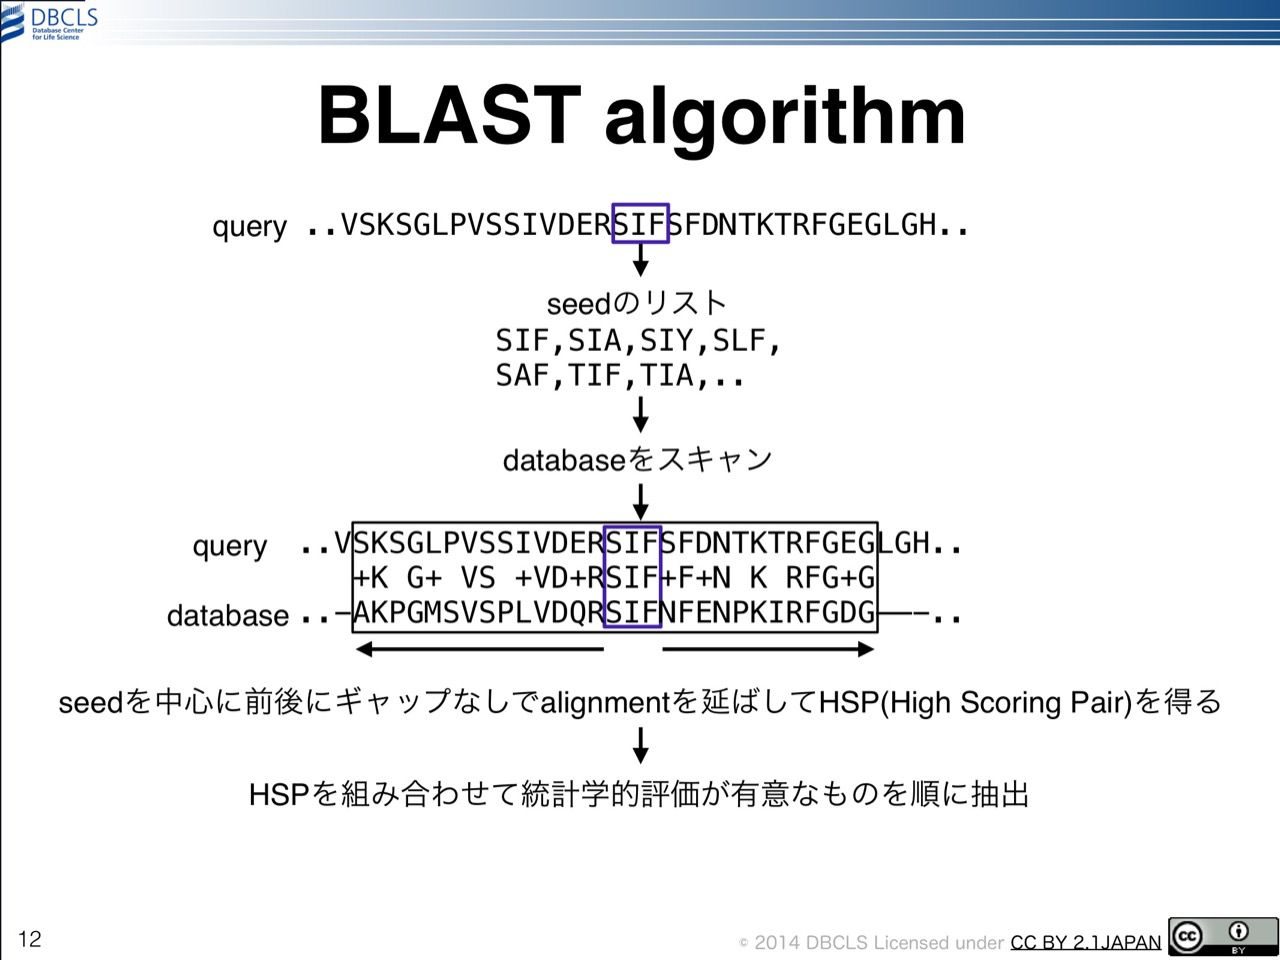 DBCLS
Database Center
for Life Science
BLAST algorithm
query ..VSKSGLPVSSIVDERSIFSFDNTKTRFGEGLGH..
seedのリスト
SIF,SIA,SIY,SLF,
SAF,TIF,TIA,..
databaseをスキャン
query ..VSKSGLPVSSIVDERSIFSFDNTKTRFGEGLGH..
+K G+ VS +VD+RSIF+F+N K RFG+G
database ..-AKPGMSVSPLVDQRSIFNFENPKIRFGDG---..
seedを中心に前後にギャップなしでalignmentを延ばしてHSP(High Scoring Pair)を得る
HSPを組み合わせて統計学的評価が有意なものを順に抽出
12
© 2014 DBCLS Licensed under CC BY 2.1JAPAN
cc BY